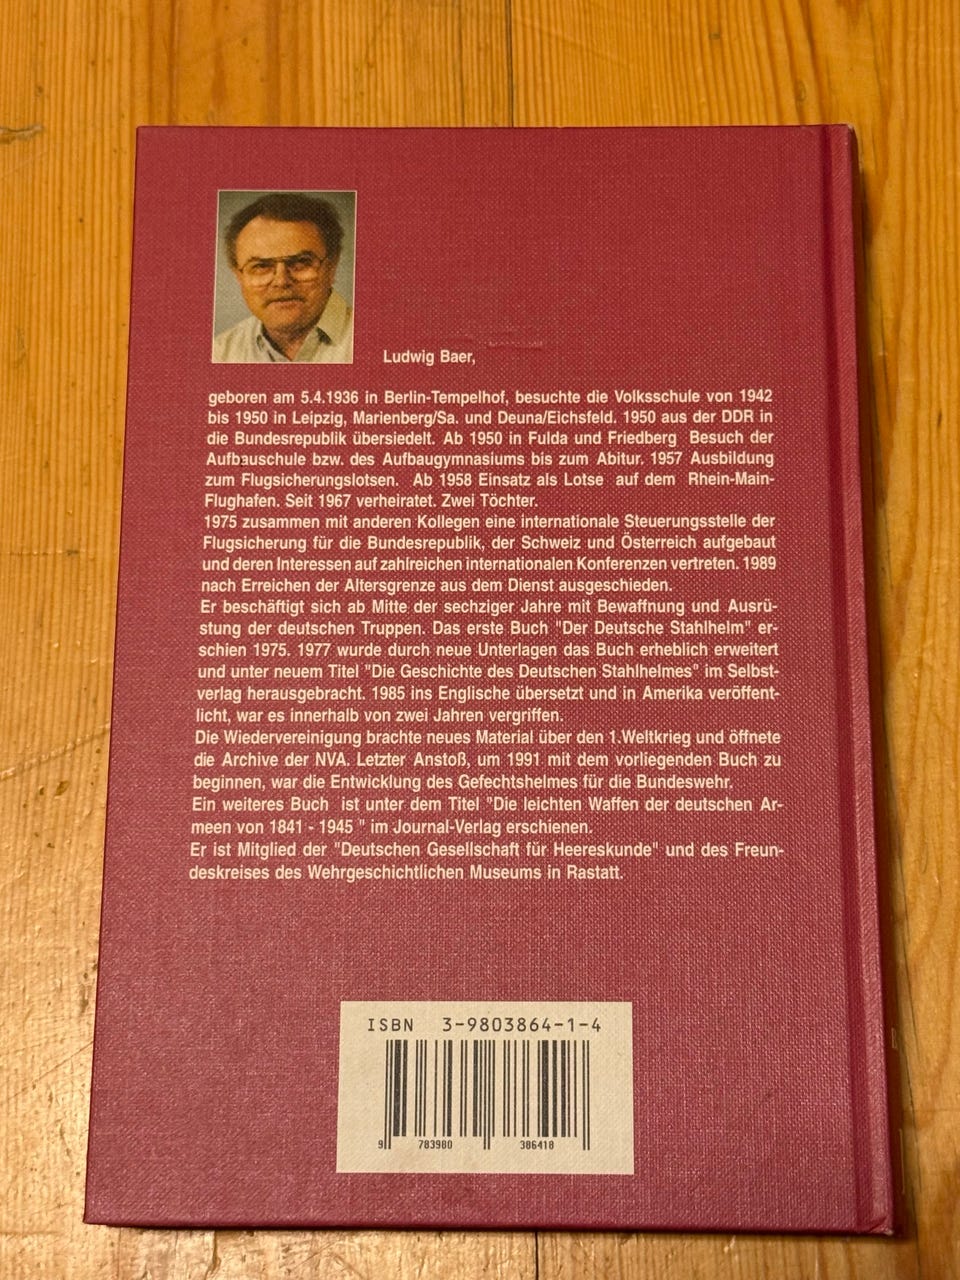 Ludwig Baer,
geboren am 5.4.1936 in Berlin-Tempelhof, besuchte die Volksschule von 1942
bis 1950 in Leipzig, Marienberg/Sa. und Deuna/Eichsfeld. 1950 aus der DDR in
die Bundesrepublik übersiedelt. Ab 1950 in Fulda und Friedberg Besuch der
Aufbauschule bzw. des Aufbaugymnasiums bis zum Abitur. 1957 Ausbildung
zum Flugsicherungslotsen. Ab 1958 Einsatz als Lotse auf dem Rhein-Main-
Flughafen. Seit 1967 verheiratet. Zwei Töchter.
1975 zusammen mit anderen Kollegen eine internationale Steuerungsstelle der
Flugsicherung für die Bundesrepublik, der Schweiz und Österreich aufgebaut
und deren Interessen auf zahlreichen internationalen Konferenzen vertreten. 1989
nach Erreichen der Altersgrenze aus dem Dienst ausgeschieden.
Er beschäftigt sich ab Mitte der sechziger Jahre mit Bewaffnung und Ausrü-
stung der deutschen Truppen. Das erste Buch "Der Deutsche Stahlhelm" er-
schien 1975. 1977 wurde durch neue Unterlagen das Buch erheblich erweitert
und unter neuem Titel "Die Geschichte des Deutschen Stahlhelmes" im Selbst-
verlag herausgebracht. 1985 ins Englische übersetzt und in Amerika veröffent-
licht, war es innerhalb von zwei Jahren vergriffen.
Die Wiedervereinigung brachte neues Material über den 1.Weltkrieg und öffnete
die Archive der NVA. Letzter Anstoß, um 1991 mit dem vorliegenden Buch zu
beginnen, war die Entwicklung des Gefechtshelmes für die Bundeswehr.
Ein weiteres Buch ist unter dem Titel "Die leichten Waffen der deutschen Ar-
meen von 1841 - 1945 " im Journal-Verlag erschienen.
Er ist Mitglied der "Deutschen Gesellschaft für Heereskunde" und des Freun-
deskreises des Wehrgeschichtlichen Museums in Rastatt.
ISBN 3-9803864-1-4
9 783980 386418